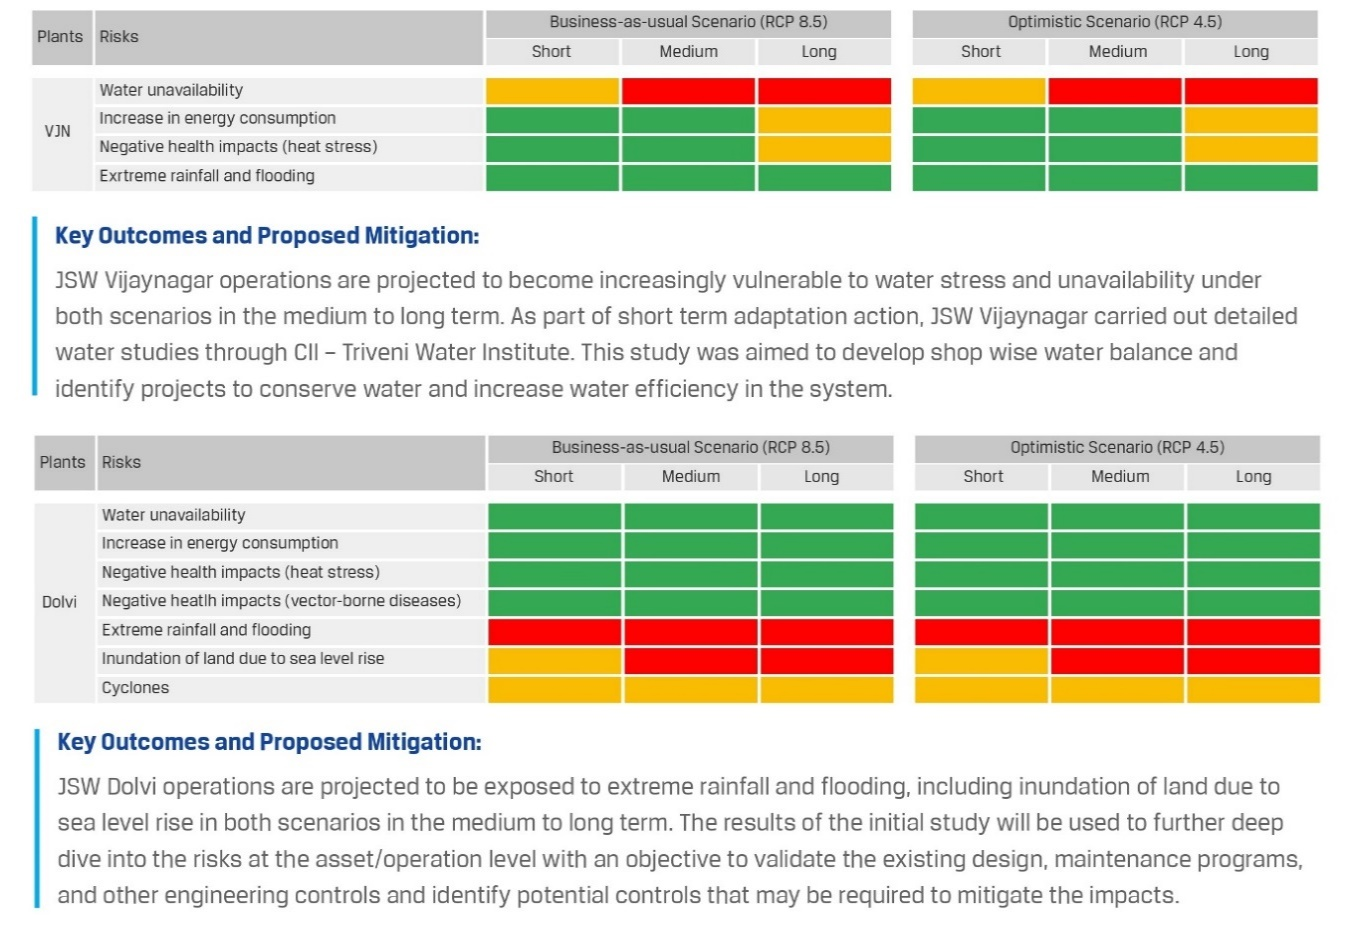 Plants Risks Business-as-usual Scenario (RCP 8.5) Optimistic Scenario (RCP 4.5)
Short Medium Long Short Medium Long
VJN
Water unavailability
Increase in energy consumption
Negative health impacts (heat stress)
Exrtreme rainfall and flooding
Key Outcomes and Proposed Mitigation:
JSW Vijaynagar operations are projected to become increasingly vulnerable to water stress and unavailability under
both scenarios in the medium to long term. As part of short term adaptation action, JSW Vijaynagar carried out detailed
water studies through CII – Triveni Water Institute. This study was aimed to develop shop wise water balance and
identify projects to conserve water and increase water efficiency in the system.
Plants Risks Business-as-usual Scenario (RCP 8.5) Optimistic Scenario (RCP 4.5)
Short Medium Long Short Medium Long
Dolvi
Water unavailability
Increase in energy consumption
Negative health impacts (heat stress)
Negative heatlh impacts (vector-borne diseases)
Extreme rainfall and flooding
Inundation of land due to sea level rise
Cyclones
Key Outcomes and Proposed Mitigation:
JSW Dolvi operations are projected to be exposed to extreme rainfall and flooding, including inundation of land due to
sea level rise in both scenarios in the medium to long term. The results of the initial study will be used to further deep
dive into the risks at the asset/operation level with an objective to validate the existing design, maintenance programs,
and other engineering controls and identify potential controls that may be required to mitigate the impacts.